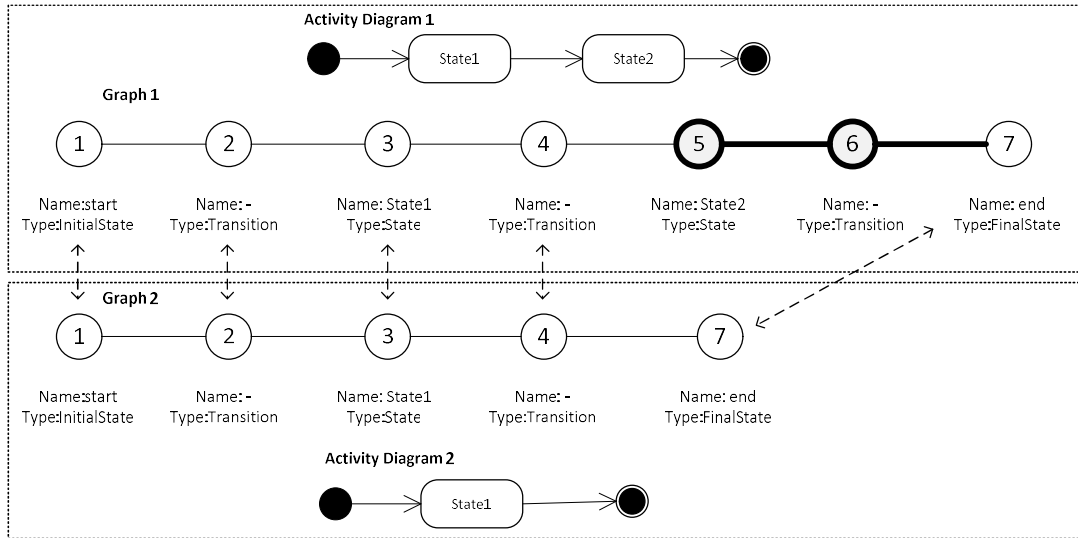 Activity Diagram 1
State1
State2
Graph 1
1
2
3
4
5
6
7
Name:start
Type:InitialState
Name: -
Type:Transition
Name: State1
Type:State
Name: -
Type:Transition
Name: State2
Type:State
Name: -
Type:Transition
Name: end
Type:FinalState
Graph 2
1
2
3
4
7
Name:start
Type:InitialState
Name: -
Type:Transition
Name: State1
Type:State
Name: -
Type:Transition
Name: end
Type:FinalState
Activity Diagram 2
State1